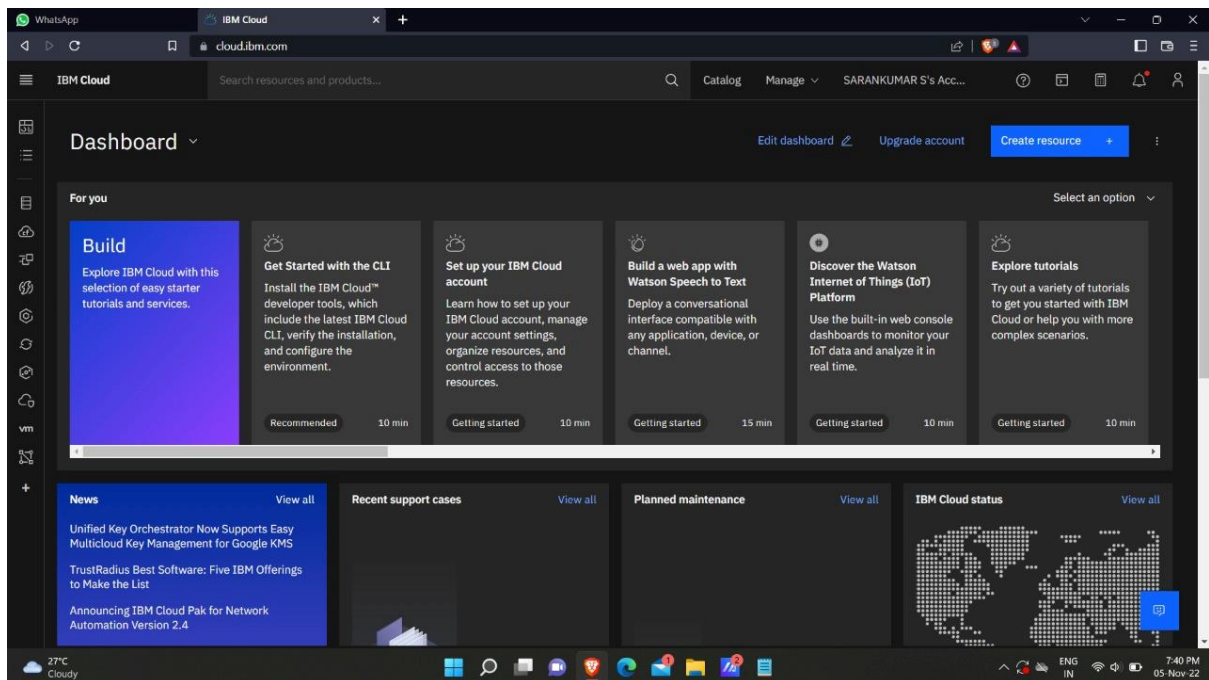 WhatsApp
IBM Cloud
cloud.ibm.com
IBM Cloud
Search resources and products...
Catalog
Manage
SARANKUMAR S's Acc...
Dashboard
Edit dashboard
Upgrade account
Create resource +
For you
Select an option
Build
Explore IBM Cloud with this
selection of easy starter
tutorials and services.
Get Started with the CLI
Install the IBM Cloud™
developer tools, which
include the latest IBM Cloud
CLI, verify the installation,
and configure the
environment.
Recommended 10 min
Set up your IBM Cloud
account
Learn how to set up your
IBM Cloud account, manage
your account settings,
organize resources, and
control access to those
resources.
Getting started 10 min
Build a web app with
Watson Speech to Text
Deploy a conversational
interface compatible with
any application, device, or
channel.
Getting started 15 min
Discover the Watson
Internet of Things (IoT)
Platform
Use the built-in web console
dashboards to monitor your
IoT data and analyze it in
real time.
Getting started 10 min
Explore tutorials
Try out a variety of tutorials
to get you started with IBM
Cloud or help you with more
complex scenarios.
Getting started 10 min
vm
News View all
Unified Key Orchestrator Now Supports Easy
Multicloud Key Management for Google KMS
TrustRadius Best Software: Five IBM Offerings
to Make the List
Announcing IBM Cloud Pak for Network
Automation Version 2.4
Recent support cases View all
Planned maintenance View all
IBM Cloud status View all
27°C
Cloudy
ENG
IN
7:40 PM
05-Nov-22